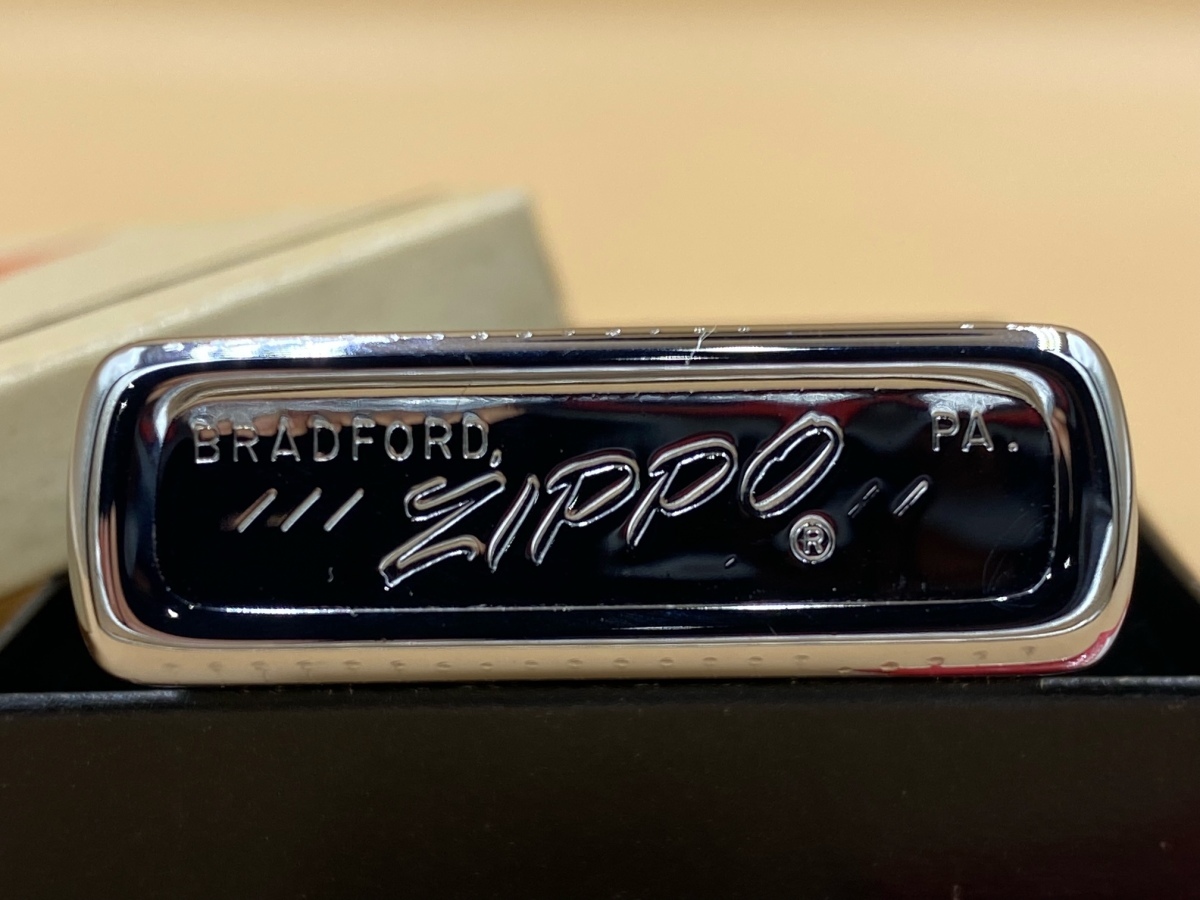 BRADFORD, PA.
/// ZIPPO® //